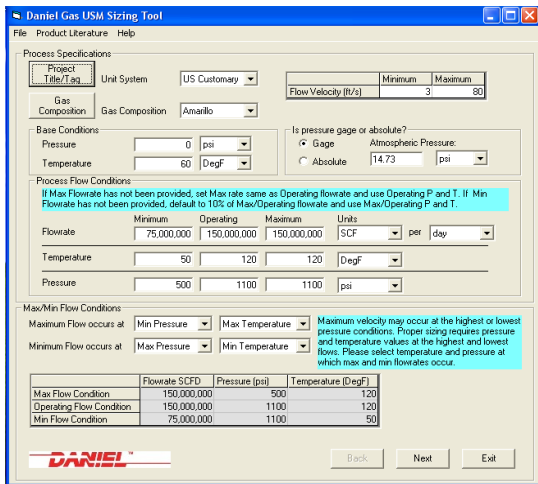 Daniel Gas USM Sizing Tool
File Product Literature Help
Process Specifications
Project Title/Tag
Unit System US Customary
Minimum Maximum
Flow Velocity (ft/s) 3 80
Gas Composition
Gas Composition Amarillo
Base Conditions
Pressure 0 psi
Temperature 60 DegF
Is pressure gage or absolute?
Gage Atmospheric Pressure:
Absolute 14.73 psi
Process Flow Conditions
If Max Flowrate has not been provided, set Max rate same as Operating flowrate and use Operating P and T. If Min
Flowrate has not been provided, default to 10% of Max/Operating flowrate and use Max/Operating P and T.
Minimum Operating Maximum Units
Flowrate 75,000,000 150,000,000 150,000,000 SCF per day
Temperature 50 120 120 DegF
Pressure 500 1100 1100 psi
Max/Min Flow Conditions
Maximum Flow occurs at Min Pressure Max Temperature
Minimum Flow occurs at Max Pressure Min Temperature
Maximum velocity may occur at the highest or lowest
pressure conditions. Proper sizing requires pressure
and temperature values at the highest and lowest
flows. Please select temperature and pressure at
which max and min flowrates occur.
Flowrate SCFD Pressure (psi) Temperature (DegF)
Max Flow Condition 150,000,000 500 120
Operating Flow Condition 150,000,000 1100 120
Min Flow Condition 75,000,000 1100 50
DANIEL™
Back Next Exit